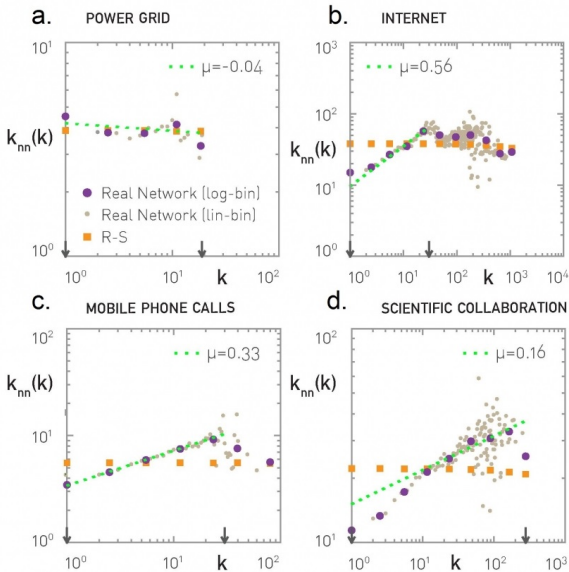 a. POWER GRID
10¹
μ=-0.04
kₙₙ(k)
Real Network (log-bin)
Real Network (lin-bin)
R-S
10⁰
10⁰ 10¹ k 10²
b. INTERNET
10³
μ=0.56
10²
kₙₙ(k)
10¹
10⁰
10⁰ 10¹ 10² k 10³ 10⁴
c. MOBILE PHONE CALLS
10²
μ=0.33
kₙₙ(k)
10¹
10⁰
10⁰ 10¹ k 10²
d. SCIENTIFIC COLLABORATION
10²
μ=0.16
kₙₙ(k)
10¹
10⁰ 10¹ k 10² 10³